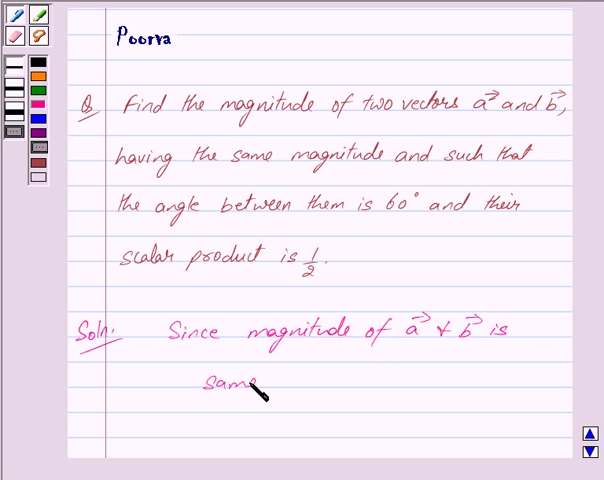 Poorva
Q Find the magnitude of two vectors a⃗ and b⃗,
having the same magnitude and such that
the angle between them is 60° and their
scalar product is 1/2.
Soln. Since magnitude of a⃗ & b⃗ is
same